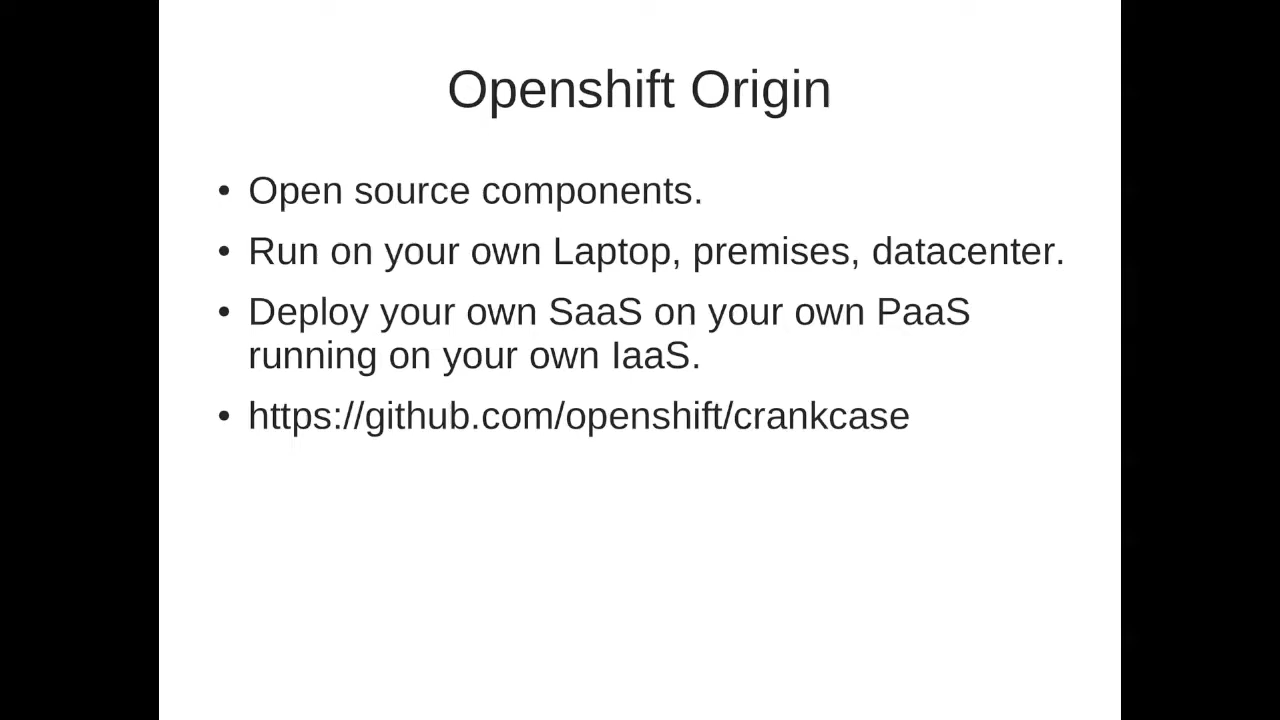 Openshift Origin
• Open source components.
• Run on your own Laptop, premises, datacenter.
• Deploy your own SaaS on your own PaaS
running on your own IaaS.
• https://github.com/openshift/crankcase